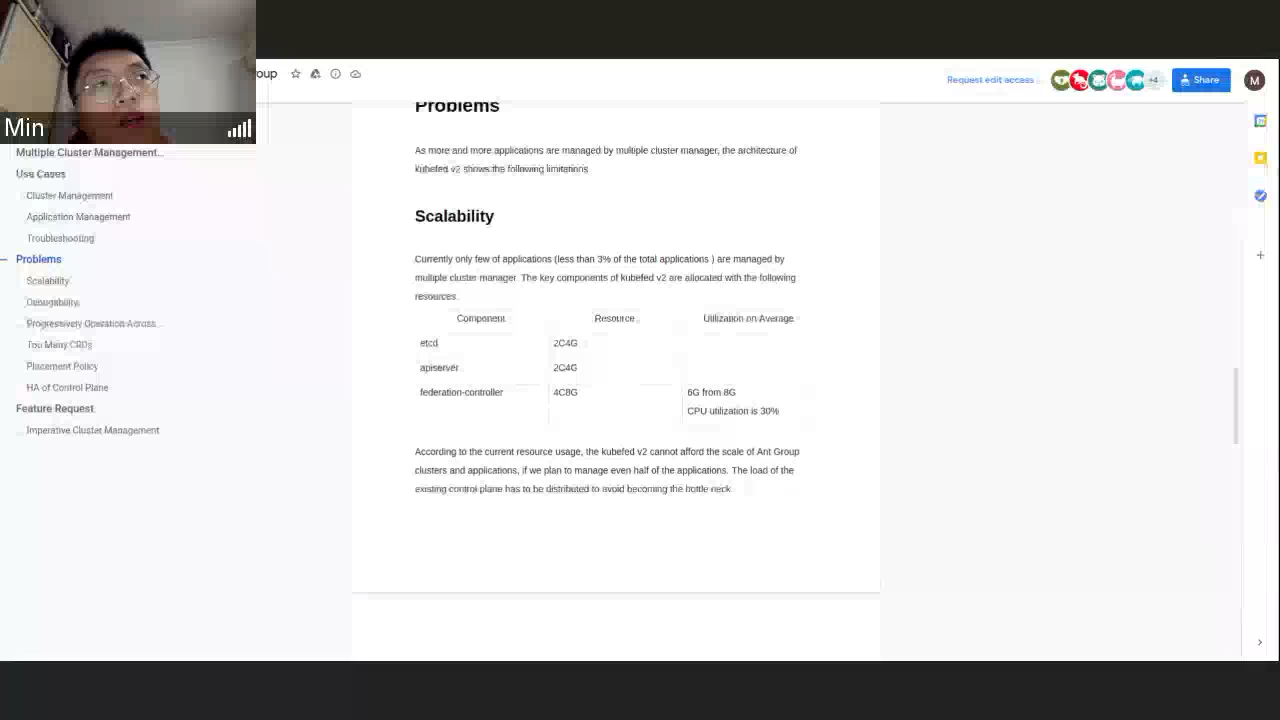 Min
oup
Request edit access
+4
Share
M
Multiple Cluster Management...
Use Cases
Cluster Management
Application Management
Troubleshooting
Problems
Scalability
Debugability
Progressively Operation Across...
Too Many CRDs
Placement Policy
HA of Control Plane
Feature Request
Imperative Cluster Management
Problems
As more and more applications are managed by multiple cluster manager, the architecture of
kubefed v2 shows the following limitations
Scalability
Currently only few of applications (less than 3% of the total applications ) are managed by
multiple cluster manager. The key components of kubefed v2 are allocated with the following
resources.
Component Resource Utilization on Average
etcd 2C4G
apiserver 2C4G
federation-controller 4C8G 6G from 8G
CPU utilization is 30%
According to the current resource usage, the kubefed v2 cannot afford the scale of Ant Group
clusters and applications, if we plan to manage even half of the applications. The load of the
existing control plane has to be distributed to avoid becoming the bottle neck.